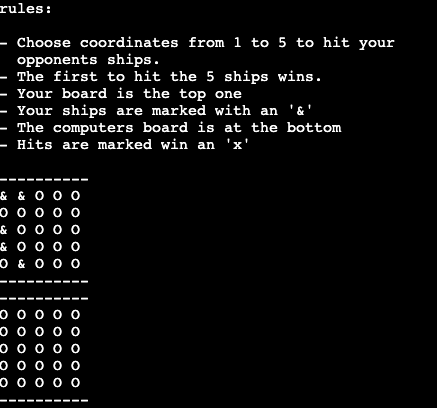 rules:
- Choose coordinates from 1 to 5 to hit your
opponents ships.
- The first to hit the 5 ships wins.
- Your board is the top one
- Your ships are marked with an '&'
- The computers board is at the bottom
- Hits are marked win an 'x'
----------
& & O O O
O O O O O
& O O O O
& O O O O
O & O O O
----------
----------
O O O O O
O O O O O
O O O O O
O O O O O
O O O O O
----------